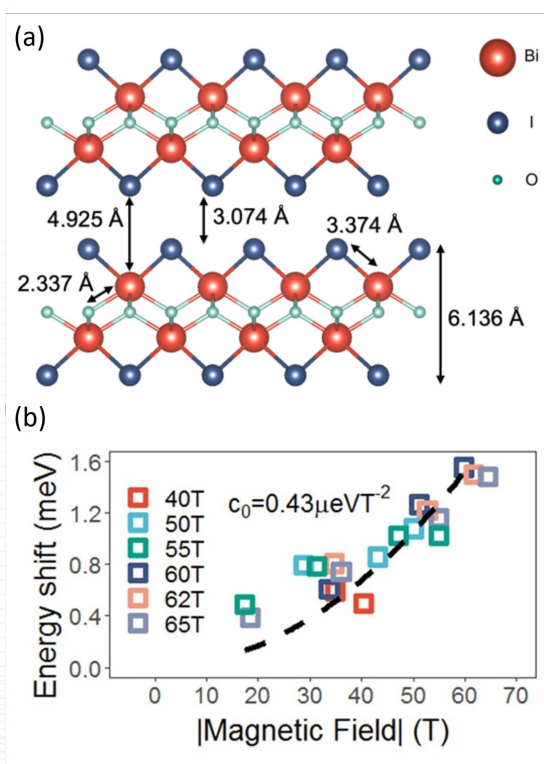 (a)
Bi
I
O
4.925 Å
3.074 Å
3.374 Å
2.337 Å
6.136 Å
(b)
Energy shift (meV)
1.6
1.2
0.8
0.4
0.0
40T
50T
55T
60T
62T
65T
c₀=0.43μeVT⁻²
0 10 20 30 40 50 60 70
|Magnetic Field| (T)